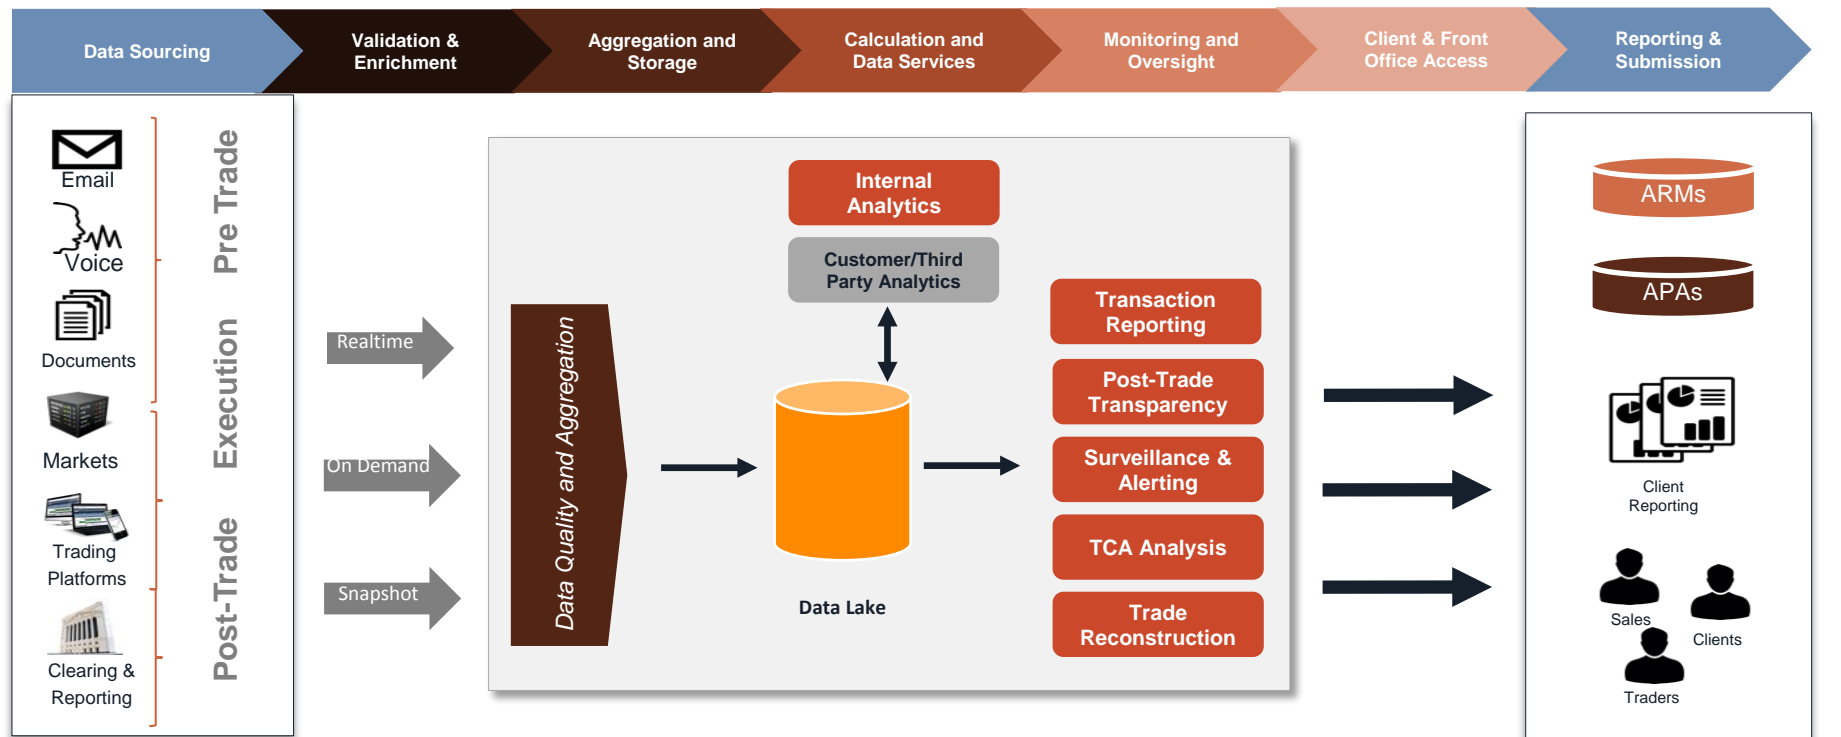 Data Sourcing
Validation &
Enrichment
Aggregation and
Storage
Calculation and
Data Services
Monitoring and
Oversight
Client & Front
Office Access
Reporting &
Submission
Email
Voice
Documents
Markets
Trading
Platforms
Clearing &
Reporting
Pre Trade
Execution
Post-Trade
Realtime
On Demand
Snapshot
Data Quality and Aggregation
Internal
Analytics
Customer/Third
Party Analytics
Data Lake
Transaction
Reporting
Post-Trade
Transparency
Surveillance &
Alerting
TCA Analysis
Trade
Reconstruction
ARMs
APAs
Client
Reporting
Sales
Clients
Traders